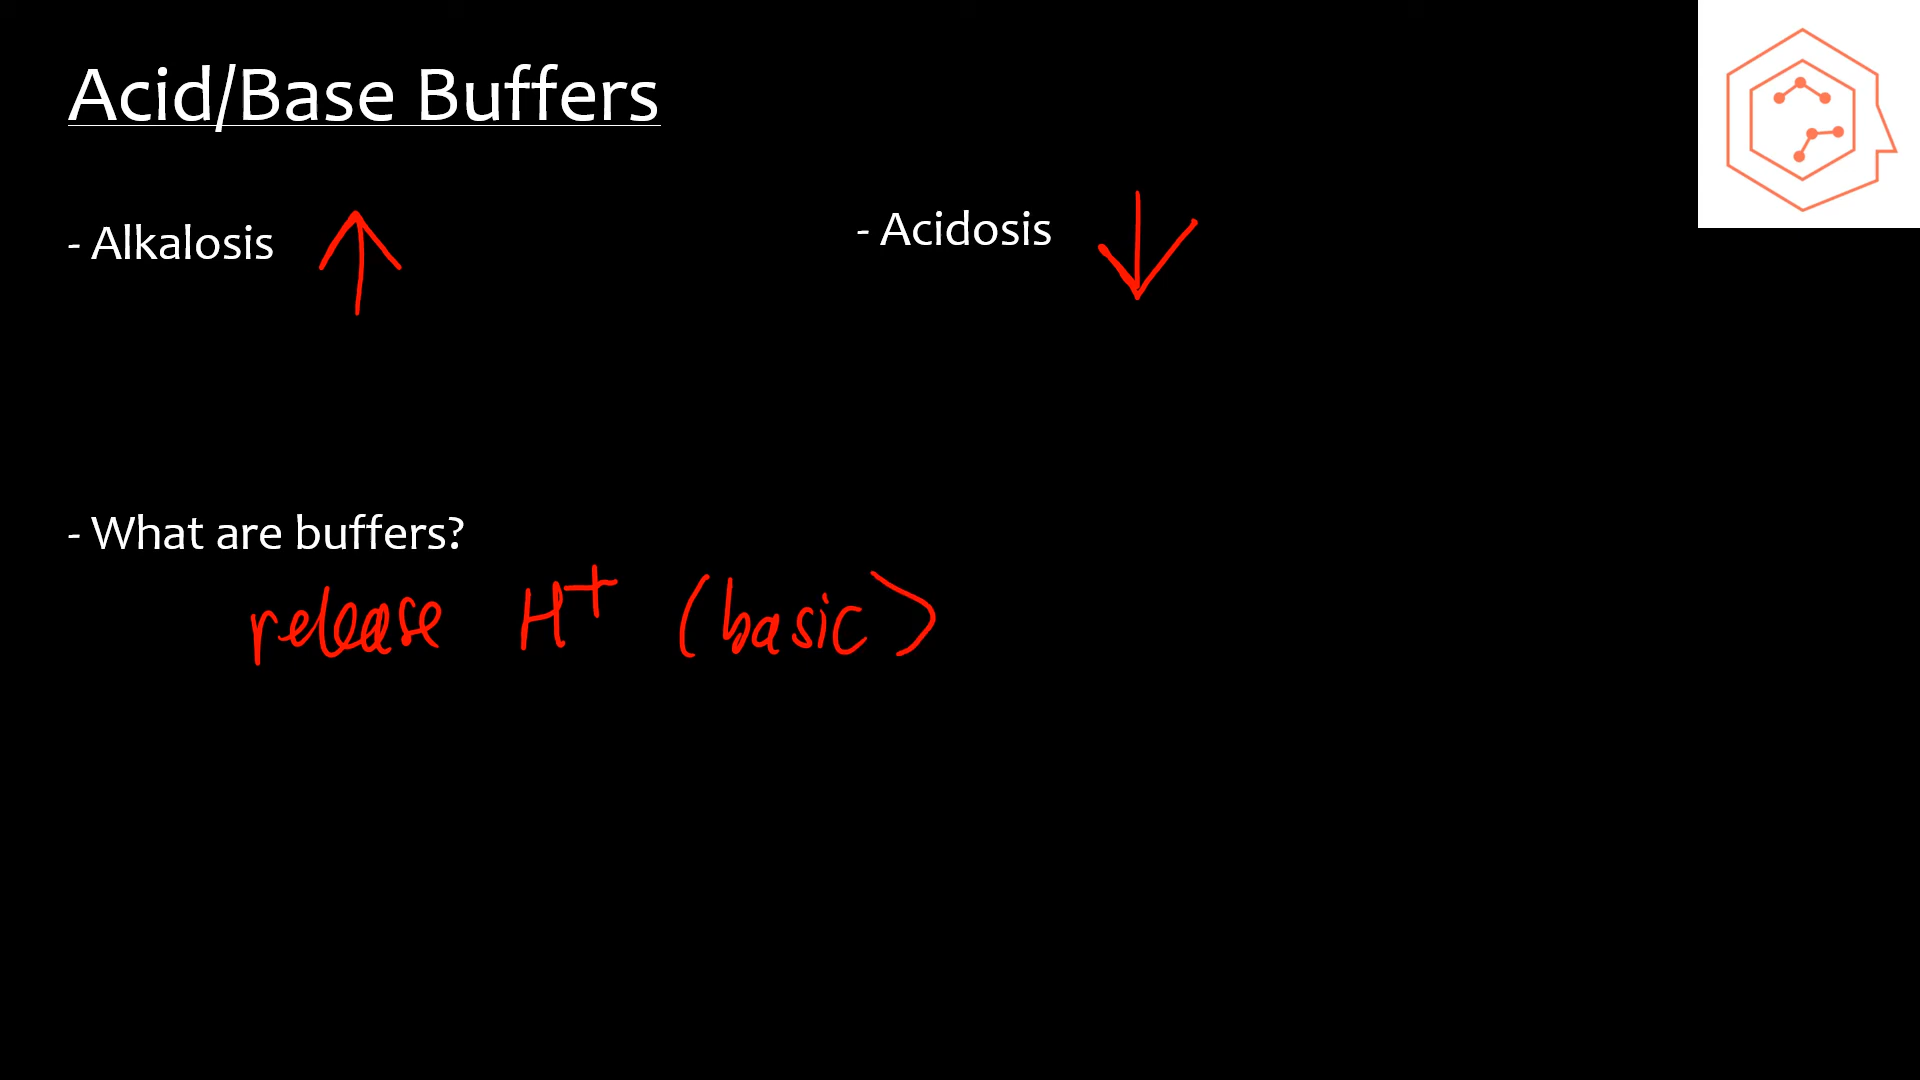 Acid/Base Buffers
- Alkalosis ↑
- Acidosis ↓
- What are buffers?
release H⁺ (basic)